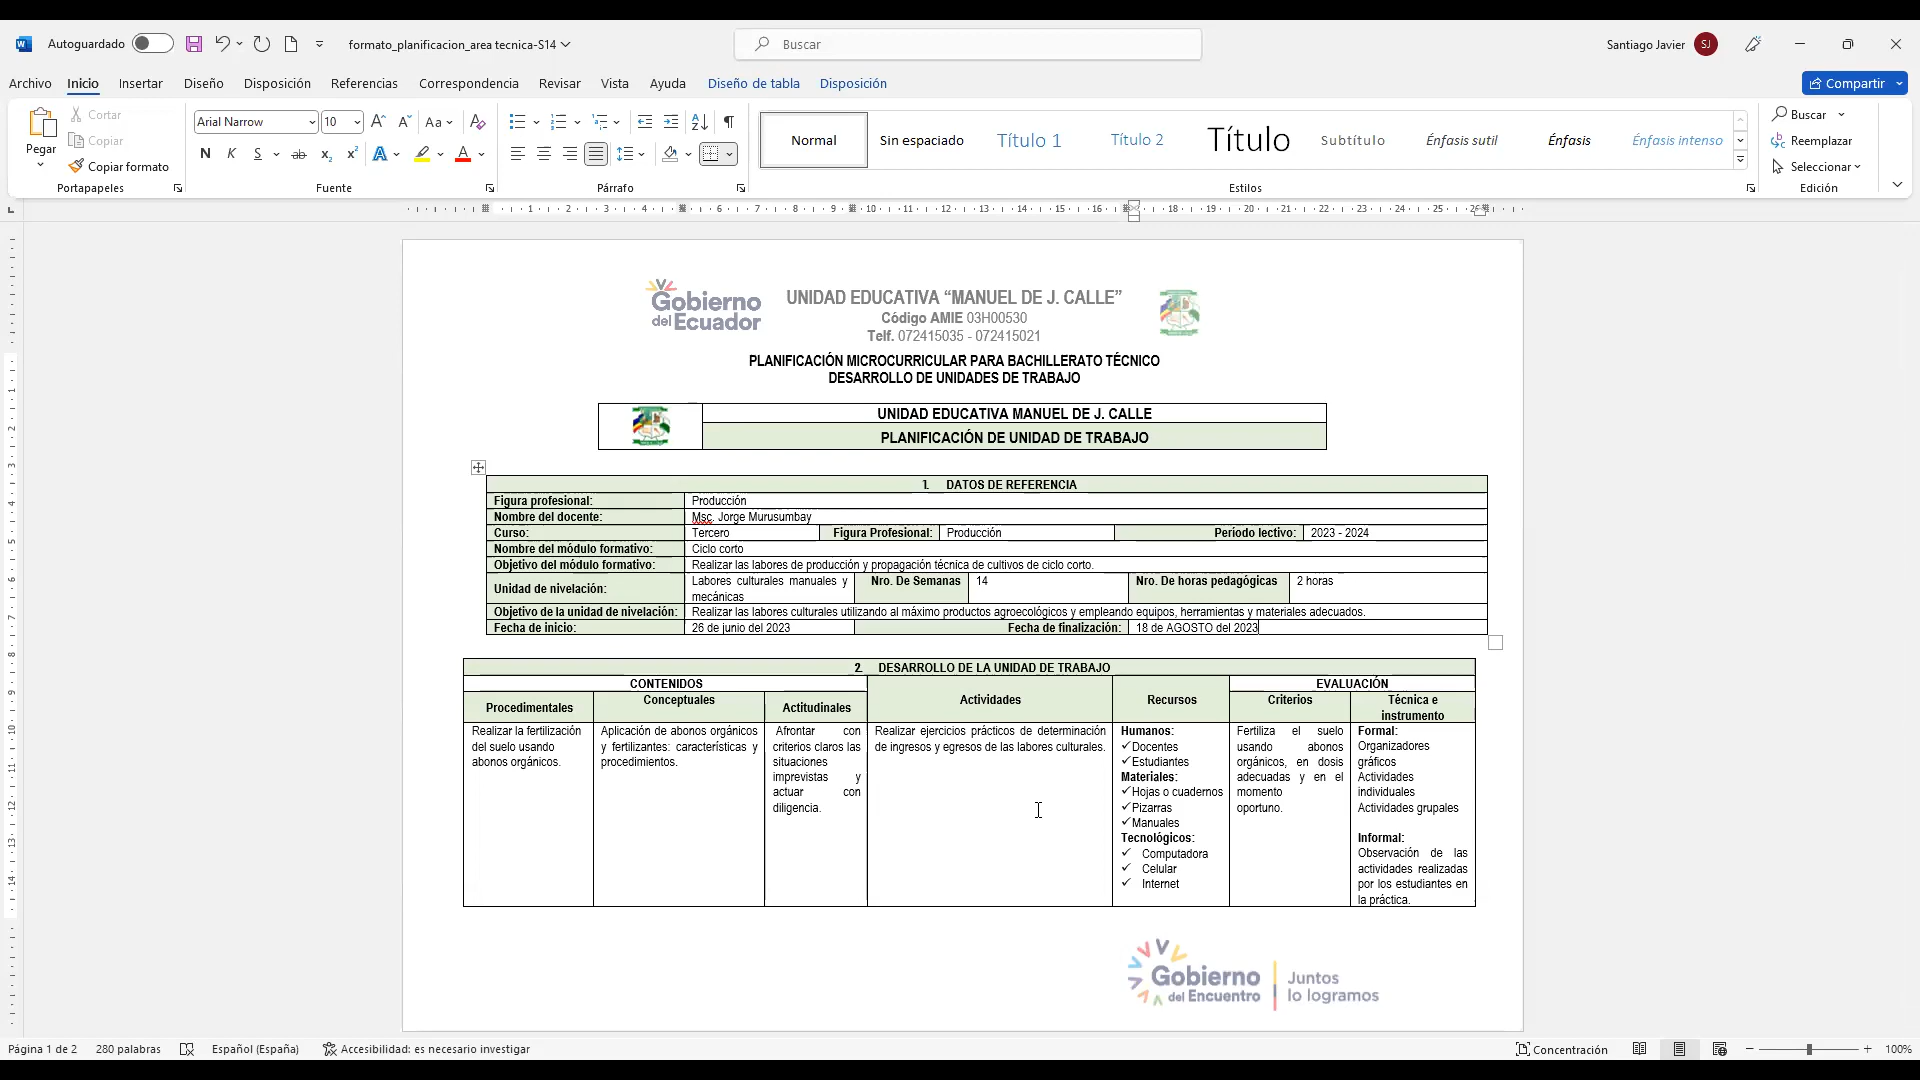 Autoguardado
formato_planificacion_area tecnica-S14
Buscar
Santiago Javier SJ
Archivo Inicio Insertar Diseño Disposición Referencias Correspondencia Revisar Vista Ayuda Diseño de tabla Disposición
Compartir
Pegar
Cortar
Copiar
Copiar formato
Portapapeles
Arial Narrow 10
Fuente
Párrafo
Normal Sin espaciado Título 1 Título 2 Título Subtítulo Énfasis sutil Énfasis Énfasis intenso
Estilos
Buscar
Reemplazar
Seleccionar
Edición
Gobierno
del Ecuador
UNIDAD EDUCATIVA “MANUEL DE J. CALLE”
Código AMIE 03H00530
Telf. 072415035 - 072415021
PLANIFICACIÓN MICROCURRICULAR PARA BACHILLERATO TÉCNICO
DESARROLLO DE UNIDADES DE TRABAJO
UNIDAD EDUCATIVA MANUEL DE J. CALLE
PLANIFICACIÓN DE UNIDAD DE TRABAJO
1. DATOS DE REFERENCIA
Figura profesional: Producción
Nombre del docente: Msc. Jorge Murusumbay
Curso: Tercero Figura Profesional: Producción Período lectivo: 2023 - 2024
Nombre del módulo formativo: Ciclo corto
Objetivo del módulo formativo: Realizar las labores de producción y propagación técnica de cultivos de ciclo corto.
Unidad de nivelación: Labores culturales manuales y
mecánicas
Nro. De Semanas 14 Nro. De horas pedagógicas 2 horas
Objetivo de la unidad de nivelación: Realizar las labores culturales utilizando al máximo productos agroecológicos y empleando equipos, herramientas y materiales adecuados.
Fecha de inicio: 26 de junio del 2023 Fecha de finalización: 18 de AGOSTO del 2023
2. DESARROLLO DE LA UNIDAD DE TRABAJO
CONTENIDOS
Actividades
Recursos
EVALUACIÓN
Procedimentales
Conceptuales
Actitudinales
Criterios
Técnica e
instrumento
Realizar la fertilización
del suelo usando
abonos orgánicos.
Aplicación de abonos orgánicos
y fertilizantes: características y
procedimientos.
Afrontar con
criterios claros las
situaciones
imprevistas y
actuar con
diligencia.
Realizar ejercicios prácticos de determinación
de ingresos y egresos de las labores culturales.
Humanos:
✓Docentes
✓Estudiantes
Materiales:
✓Hojas o cuadernos
✓Pizarras
✓Manuales
Tecnológicos:
✓ Computadora
✓ Celular
✓ Internet
Fertiliza el suelo
usando abonos
orgánicos, en dosis
adecuadas y en el
momento
oportuno.
Formal:
Organizadores
gráficos
Actividades
individuales
Actividades grupales
Informal:
Observación de las
actividades realizadas
por los estudiantes en
la práctica.
Gobierno
del Encuentro
Juntos
lo logramos
Página 1 de 2 280 palabras Español (España) Accesibilidad: es necesario investigar
Concentración 100%